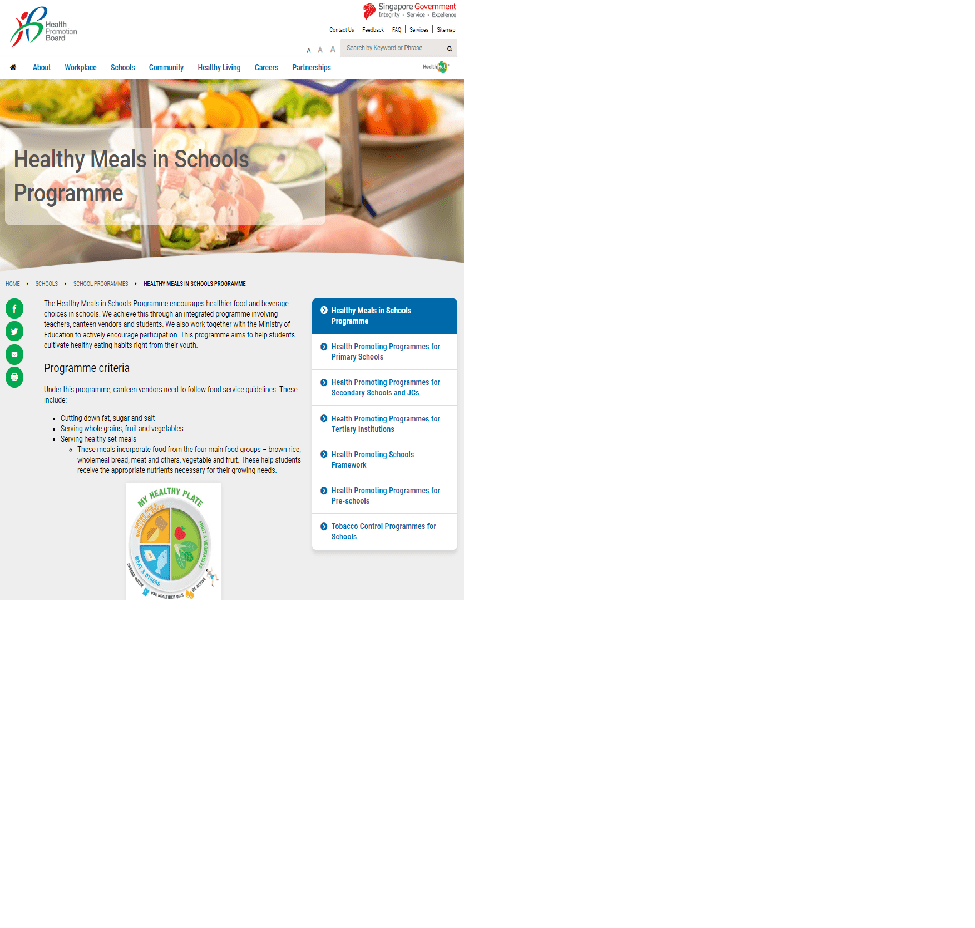 Health
Promotion
Board
Singapore Government
Integrity · Service · Excellence
Contact Us Feedback FAQ Services Sitemap
A A A Search by Keyword or Phrase
About Workplace Schools Community Healthy Living Careers Partnerships
Healthy Meals in Schools
Programme
HOME SCHOOLS SCHOOL PROGRAMMES HEALTHY MEALS IN SCHOOLS PROGRAMME
The Healthy Meals in Schools Programme encourages healthier food and beverage
choices in schools. We achieve this through an integrated programme involving
teachers, canteen vendors and students. We also work together with the Ministry of
Education to actively encourage participation. This programme aims to help students
cultivate healthy eating habits right from their youth.
Programme criteria
Under this programme, canteen vendors need to follow food service guidelines. These
include:
Cutting down fat, sugar and salt
Serving whole grains, fruit and vegetables
Serving healthy set meals
These meals incorporate food from the four main food groups – brown rice,
wholemeal bread, meat and others, vegetable and fruit. These help students
receive the appropriate nutrients necessary for their growing needs.
MY HEALTHY PLATE
Healthy Meals in Schools
Programme
Health Promoting Programmes for
Primary Schools
Health Promoting Programmes for
Secondary Schools and JCs
Health Promoting Programmes for
Tertiary Institutions
Health Promoting Schools
Framework
Health Promoting Programmes for
Pre-schools
Tobacco Control Programmes for
Schools